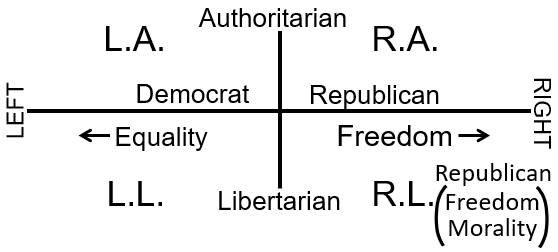 Authoritarian
L.A.
R.A.
LEFT
Democrat
Republican
RIGHT
← Equality
Freedom →
L.L.
Libertarian
R.L.
Republican
(Freedom
Morality)